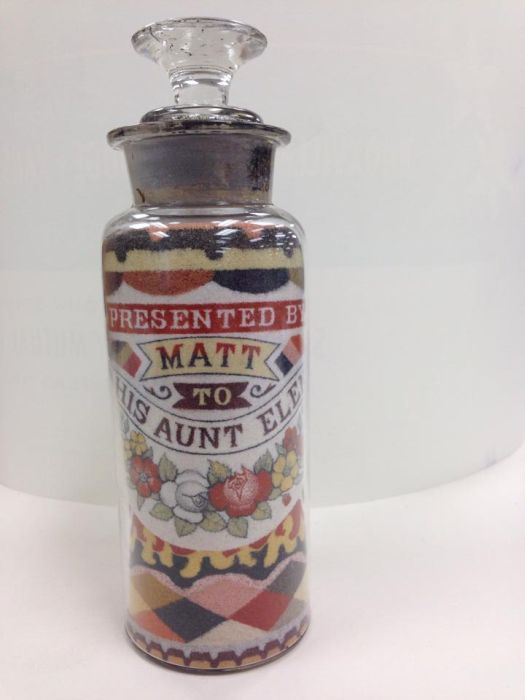 PRESENTED BY
MATT
TO
HIS AUNT